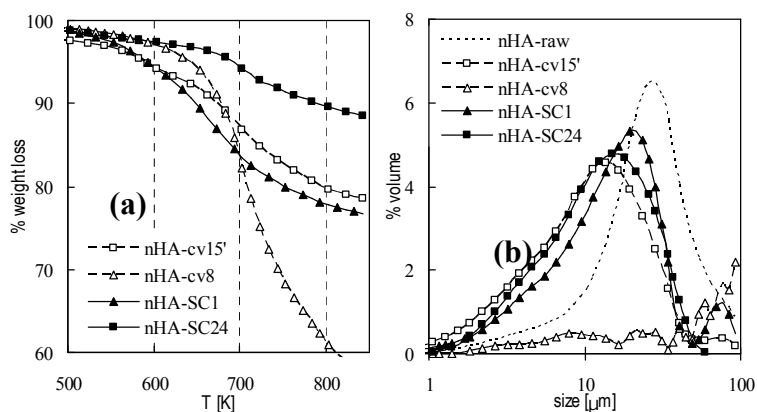 100
90
80
70
60
% weight loss
(a)
nHA-cv15'
nHA-cv8
nHA-SC1
nHA-SC24
500 600 700 800
T [K]
8
6
4
2
0
% volume
nHA-raw
nHA-cv15'
nHA-cv8
nHA-SC1
nHA-SC24
(b)
1 10 100
size [μm]